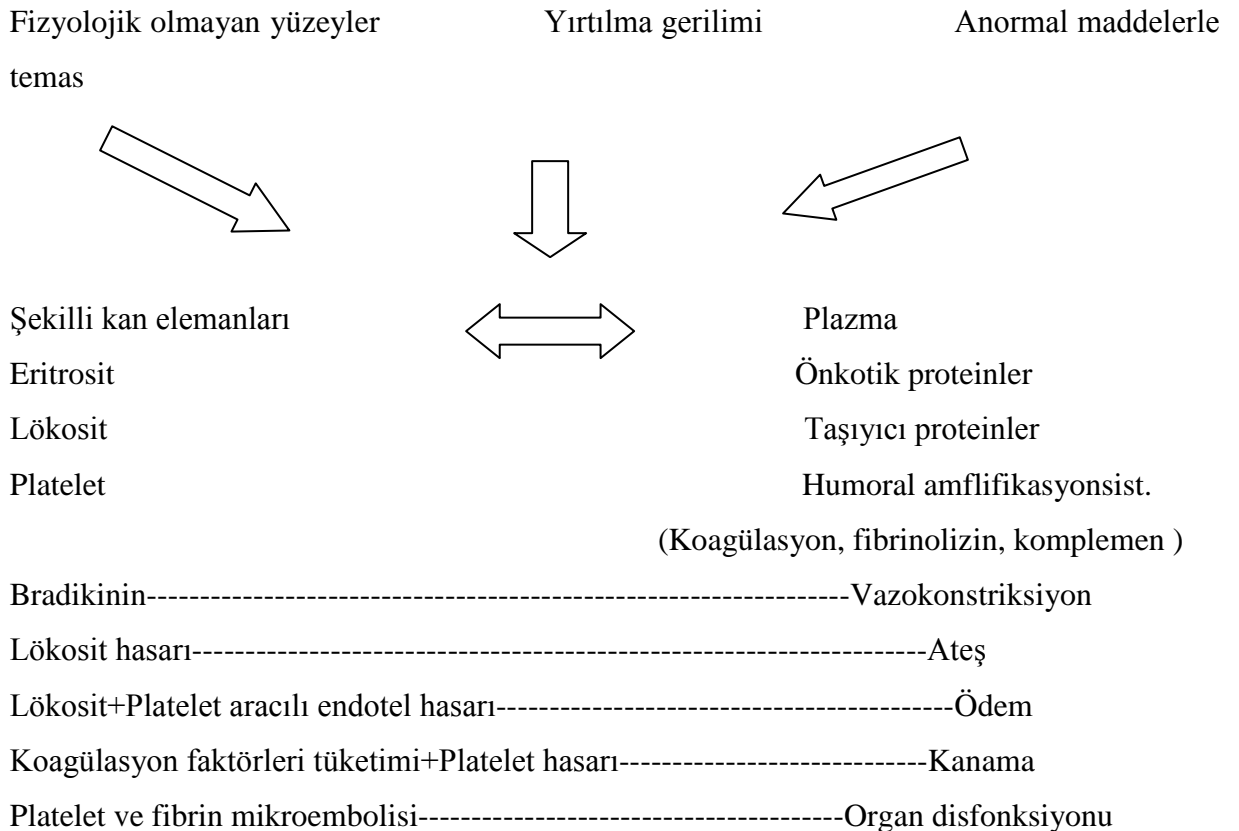 Fizyolojik olmayan yüzeyler Yırtılma gerilimi Anormal maddelerle
temas
Şekilli kan elemanları Plazma
Eritrosit Önkotik proteinler
Lökosit Taşıyıcı proteinler
Platelet Humoral amflifikasyonsist.
(Koagülasyon, fibrinolizin, komplemen )
Bradikinin------------------------------------------------------------------Vazokonstriksiyon
Lökosit hasarı--------------------------------------------------------------------Ateş
Lökosit+Platelet aracılı endotel hasarı-------------------------------------------Ödem
Koagülasyon faktörleri tüketimi+Platelet hasarı-----------------------------Kanama
Platelet ve fibrin mikroembolisi----------------------------------------Organ disfonksiyonu